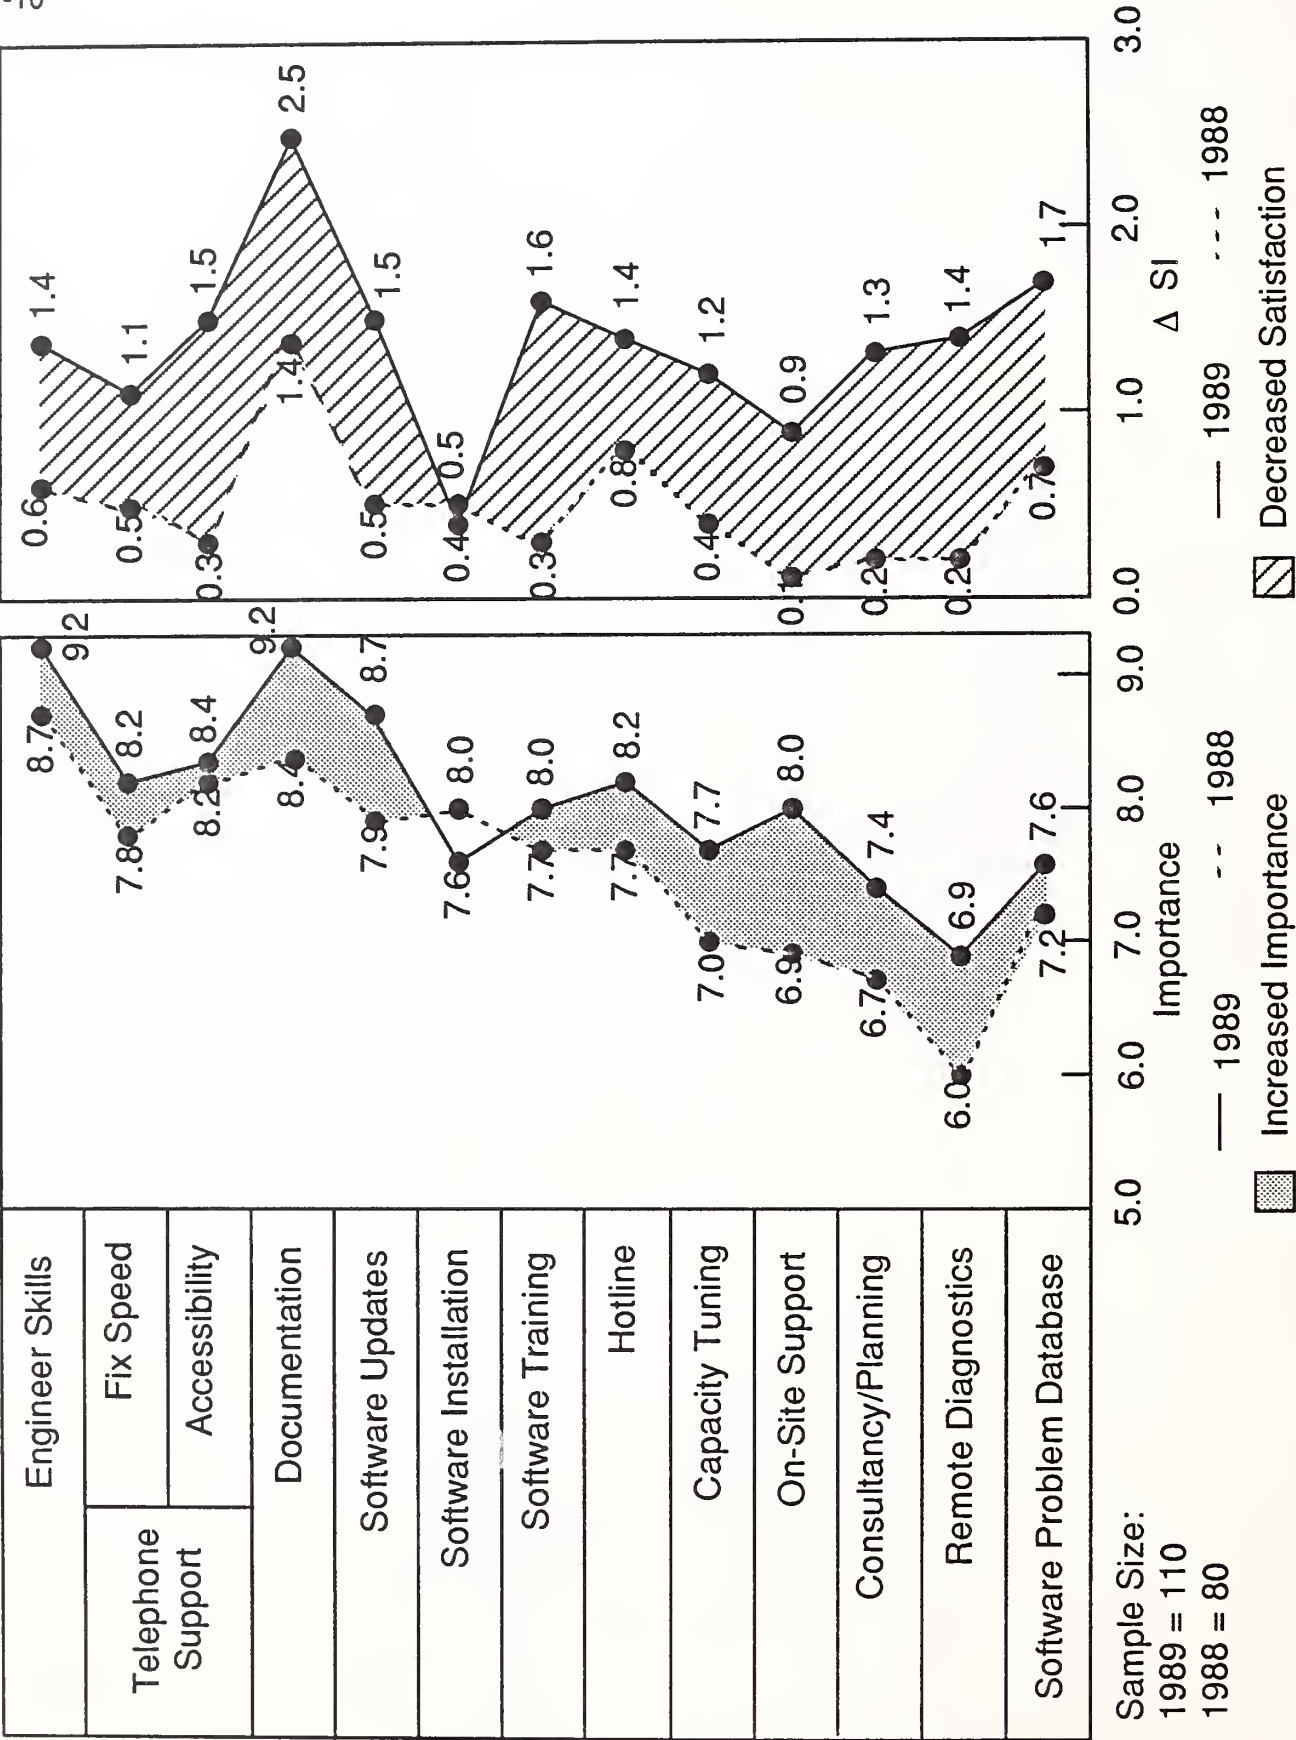 -10
Engineer Skills
8.7
9.2
0.6
1.4
Telephone
Support
Fix Speed
7.8
8.2
0.5
1.1
Accessibility
8.2
8.4
0.3
1.5
Documentation
8.4
9.2
1.4
2.5
Software Updates
7.9
8.7
0.5
1.5
Software Installation
7.6
8.0
0.4
0.5
Software Training
7.7
8.0
0.3
1.6
Hotline
7.7
8.2
0.8
1.4
Capacity Tuning
7.0
7.7
0.4
1.2
On-Site Support
6.9
8.0
0.1
0.9
Consultancy/Planning
6.7
7.4
0.2
1.3
Remote Diagnostics
6.0
6.9
0.2
1.4
Software Problem Database
7.2
7.6
0.7
1.7
5.0 6.0 7.0 8.0 9.0
Importance
1989 1988
Increased Importance
0.0 1.0 2.0 3.0
Δ SI
1989 1988
Decreased Satisfaction
Sample Size:
1989 = 110
1988 = 80